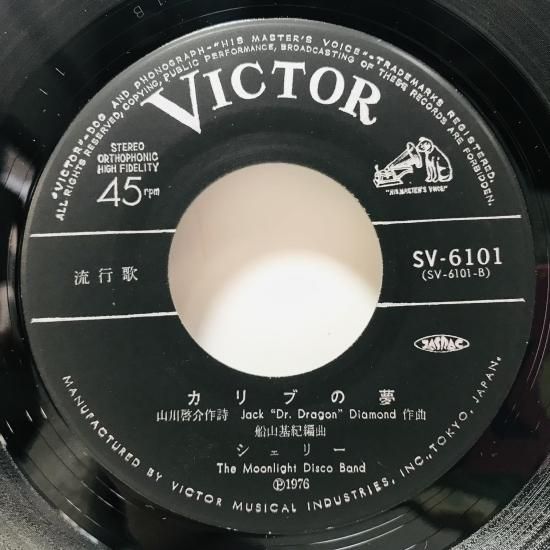 "VICTOR"-"DOG AND PHONOGRAPH"-"HIS MASTER'S VOICE"-TRADEMARKS REGISTERED.
ALL RIGHTS RESERVED, COPYING, PUBLIC PERFORMANCE, BROADCASTING OF THESE RECORDS ARE FORBIDDEN.
VICTOR
STEREO
ORTHOPHONIC
HIGH FIDELITY
45 rpm
"HIS MASTER'S VOICE"
流行歌
SV-6101
(SV-6101-B)
JASRAC
カリブの夢
山川啓介作詩 Jack "Dr. Dragon" Diamond 作曲
船山基紀編曲
シェリー
The Moonlight Disco Band
Ⓟ1976
MANUFACTURED BY VICTOR MUSICAL INDUSTRIES, INC., TOKYO, JAPAN.